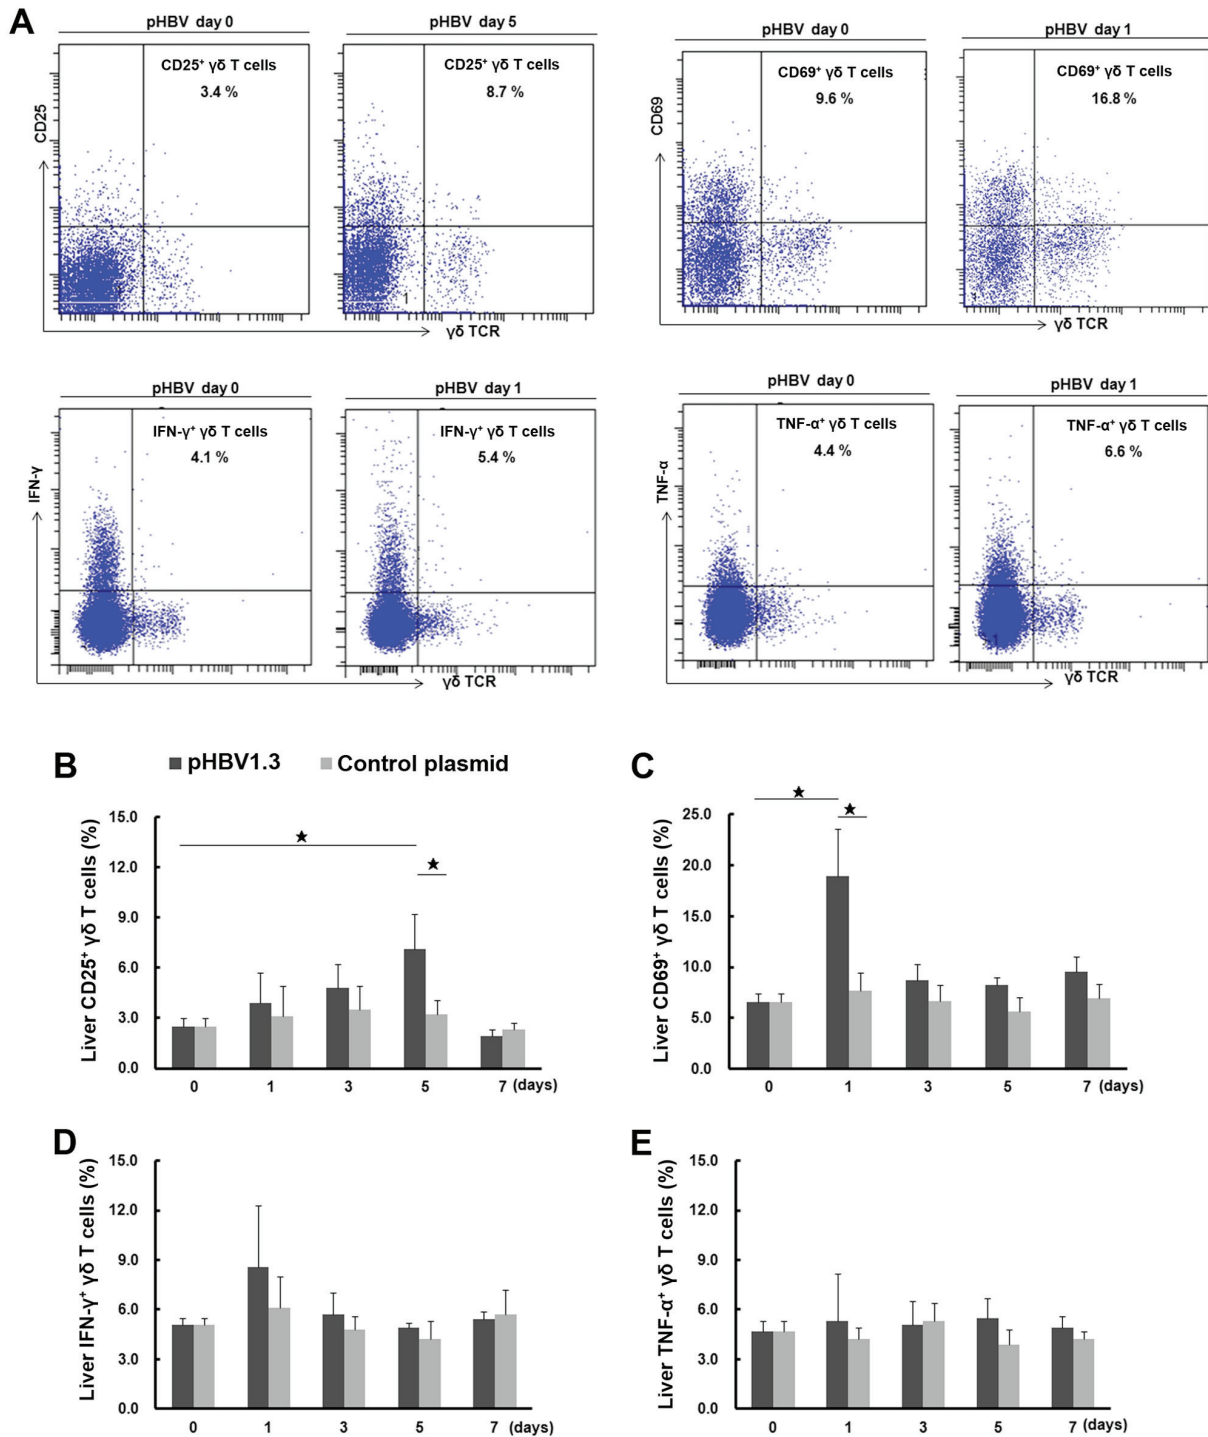 A
pHBV day 0
pHBV day 5
pHBV day 0
pHBV day 1
CD25⁺ γδ T cells
3.4 %
CD25⁺ γδ T cells
8.7 %
CD69⁺ γδ T cells
9.6 %
CD69⁺ γδ T cells
16.8 %
CD25
CD69
1
γδ TCR
γδ TCR
pHBV day 0
pHBV day 1
pHBV day 0
pHBV day 1
IFN-γ⁺ γδ T cells
4.1 %
IFN-γ⁺ γδ T cells
5.4 %
TNF-α⁺ γδ T cells
4.4 %
TNF-α⁺ γδ T cells
6.6 %
IFN-γ
TNF-α
γδ TCR
γδ TCR
B
pHBV1.3
Control plasmid
C
Liver CD25⁺ γδ T cells (%)
15.0
12.0
9.0
6.0
3.0
0.0
0 1 3 5 7 (days)
Liver CD69⁺ γδ T cells (%)
25.0
20.0
15.0
10.0
5.0
0.0
0 1 3 5 7 (days)
D
Liver IFN-γ⁺ γδ T cells (%)
15.0
12.0
9.0
6.0
3.0
0.0
0 1 3 5 7 (days)
E
Liver TNF-α⁺ γδ T cells (%)
15.0
12.0
9.0
6.0
3.0
0.0
0 1 3 5 7 (days)